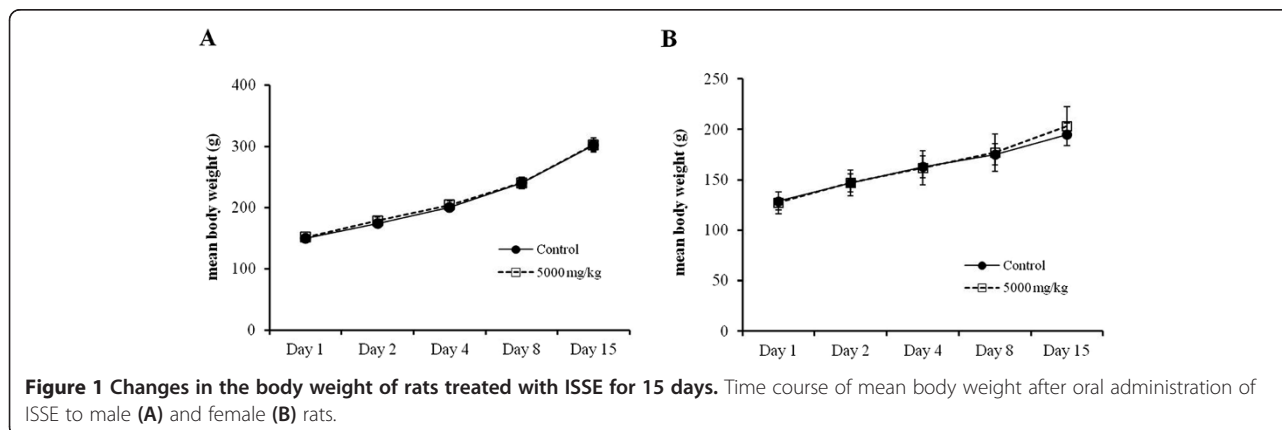 A
mean body weight (g)
400
300
200
100
0
Control
5000 mg/kg
Day 1 Day 2 Day 4 Day 8 Day 15
B
mean body weight (g)
250
200
150
100
50
0
Control
5000 mg/kg
Day 1 Day 2 Day 4 Day 8 Day 15
Figure 1 Changes in the body weight of rats treated with ISSE for 15 days. Time course of mean body weight after oral administration of
ISSE to male (A) and female (B) rats.